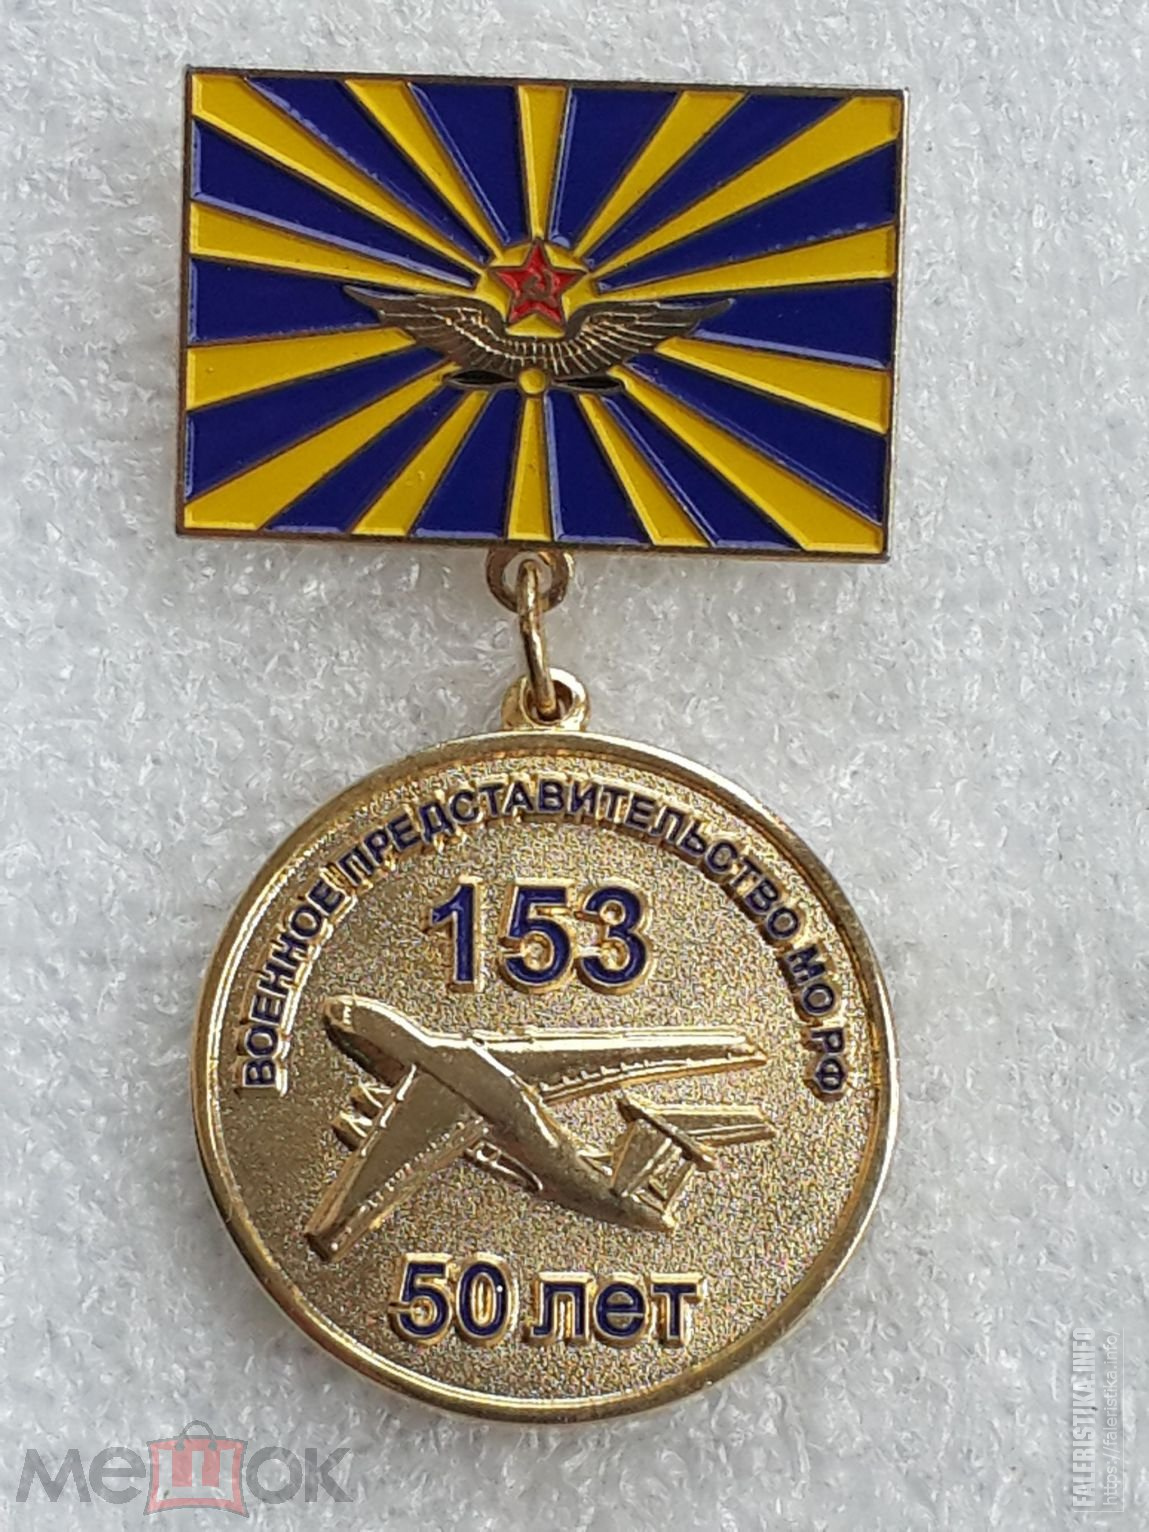 ВОЕННОЕ ПРЕДСТАВИТЕЛЬСТВО МО РФ
153
50 лет
мешок
FALERISTIKA.INFO
https://faleristika.info